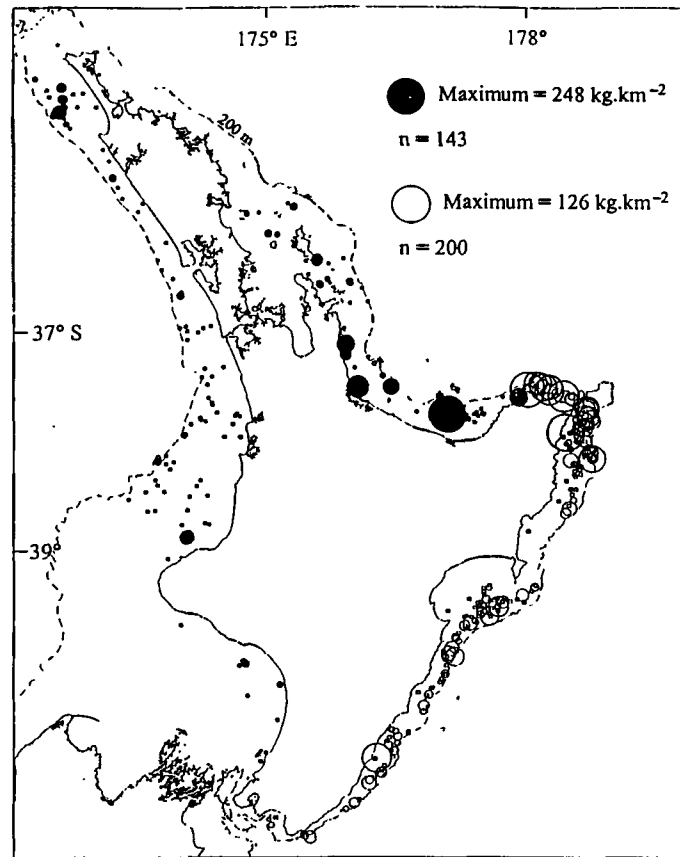 175° E
178°
Maximum = 248 kg.km⁻²
200 m
n = 143
Maximum = 126 kg.km⁻²
n = 200
37° S
39°